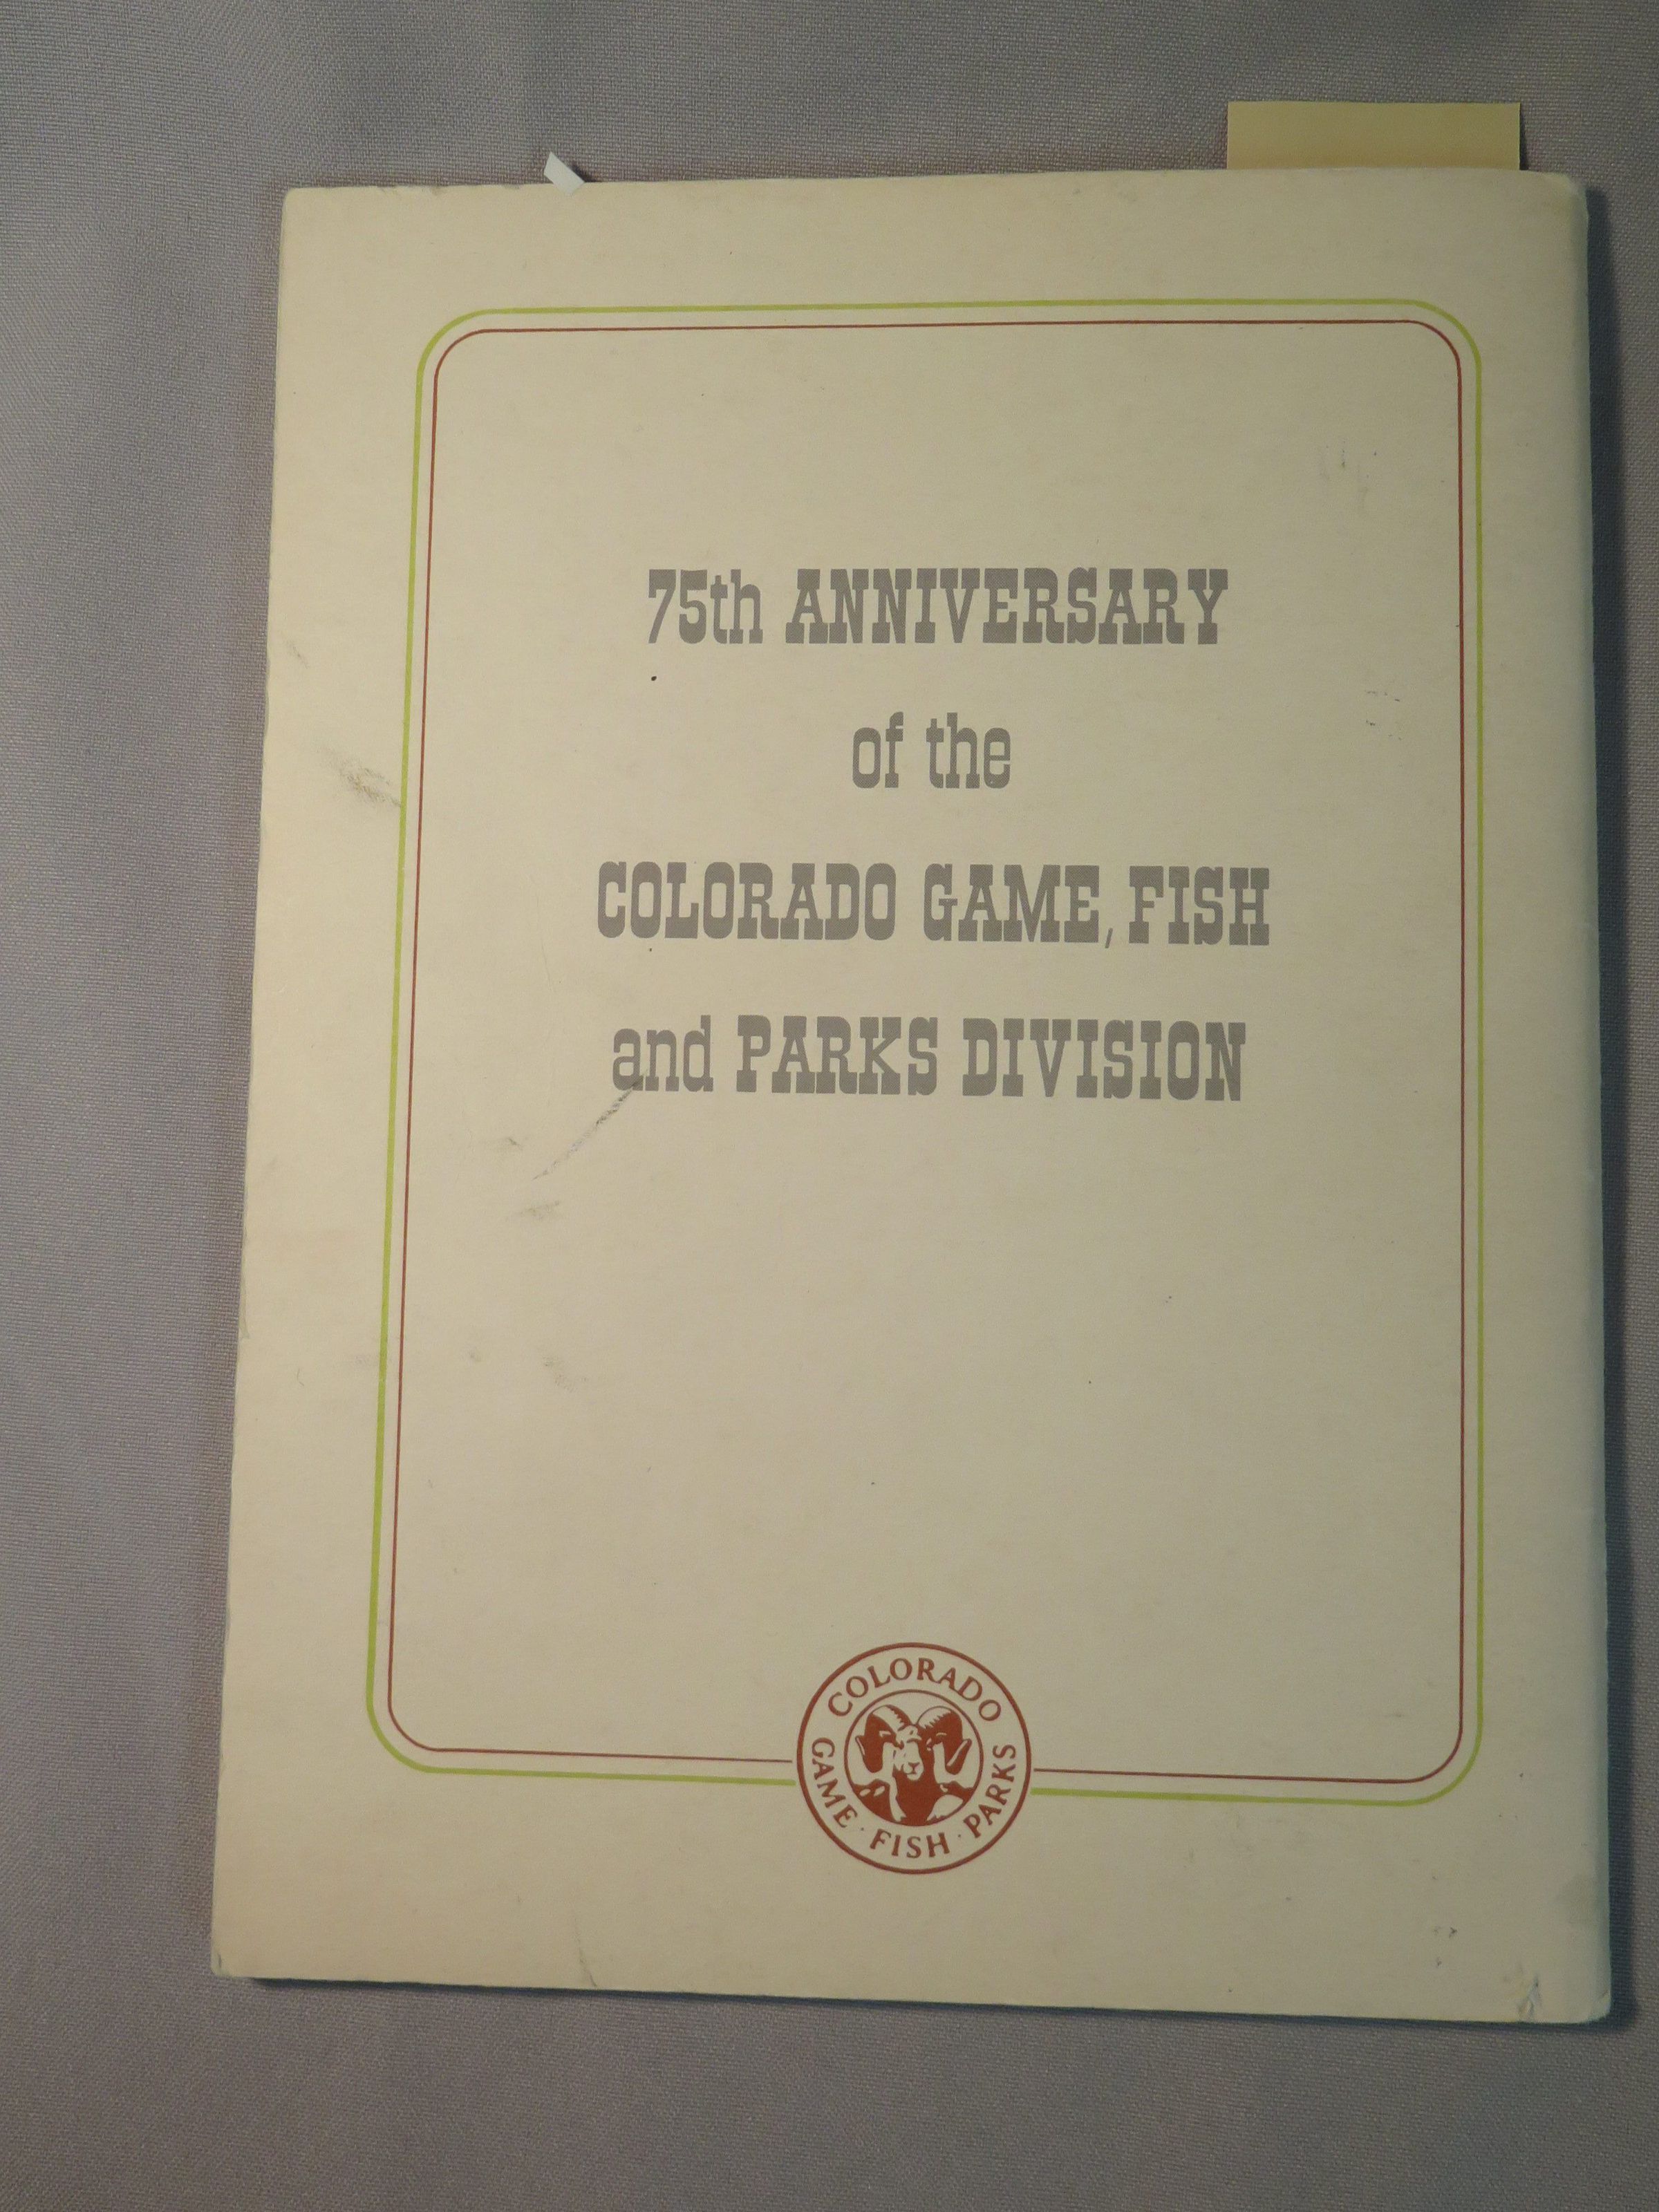 75th ANNIVERSARY
of the
COLORADO GAME, FISH
and PARKS DIVISION
COLORADO
GAME · FISH · PARKS